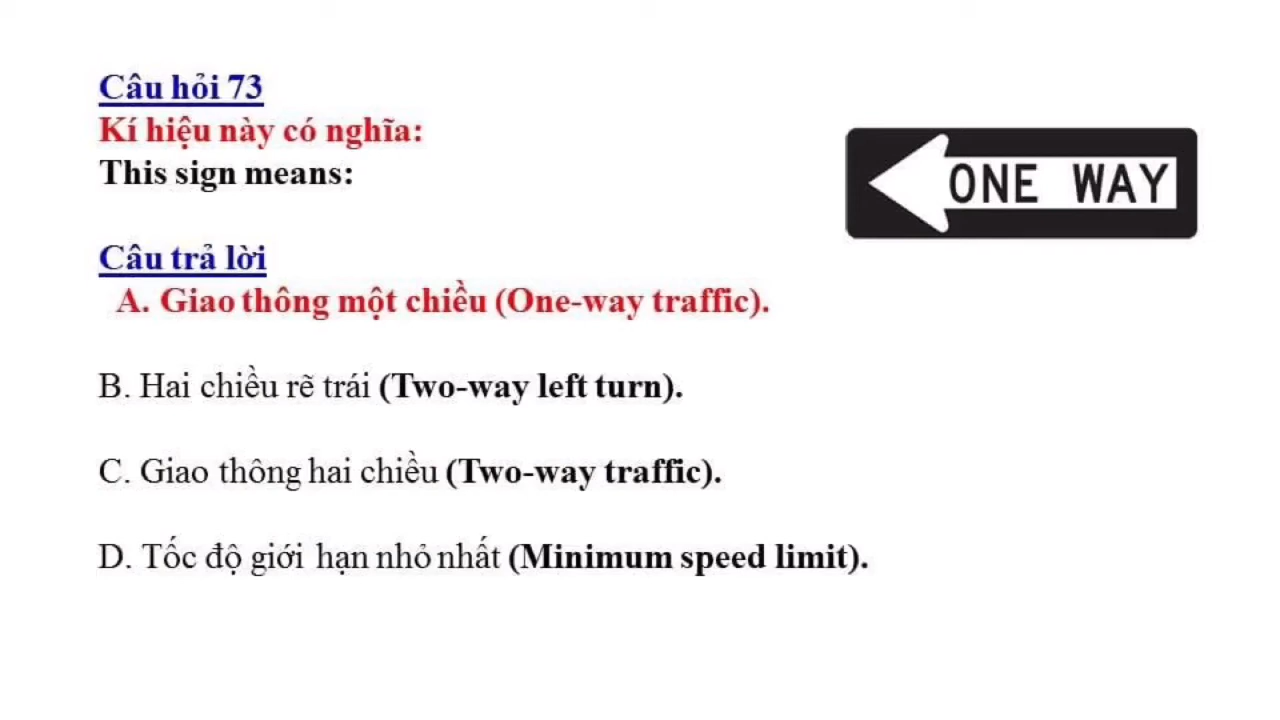 Câu hỏi 73
Kí hiệu này có nghĩa:
This sign means:
ONE WAY
Câu trả lời
A. Giao thông một chiều (One-way traffic).
B. Hai chiều rẽ trái (Two-way left turn).
C. Giao thông hai chiều (Two-way traffic).
D. Tốc độ giới hạn nhỏ nhất (Minimum speed limit).